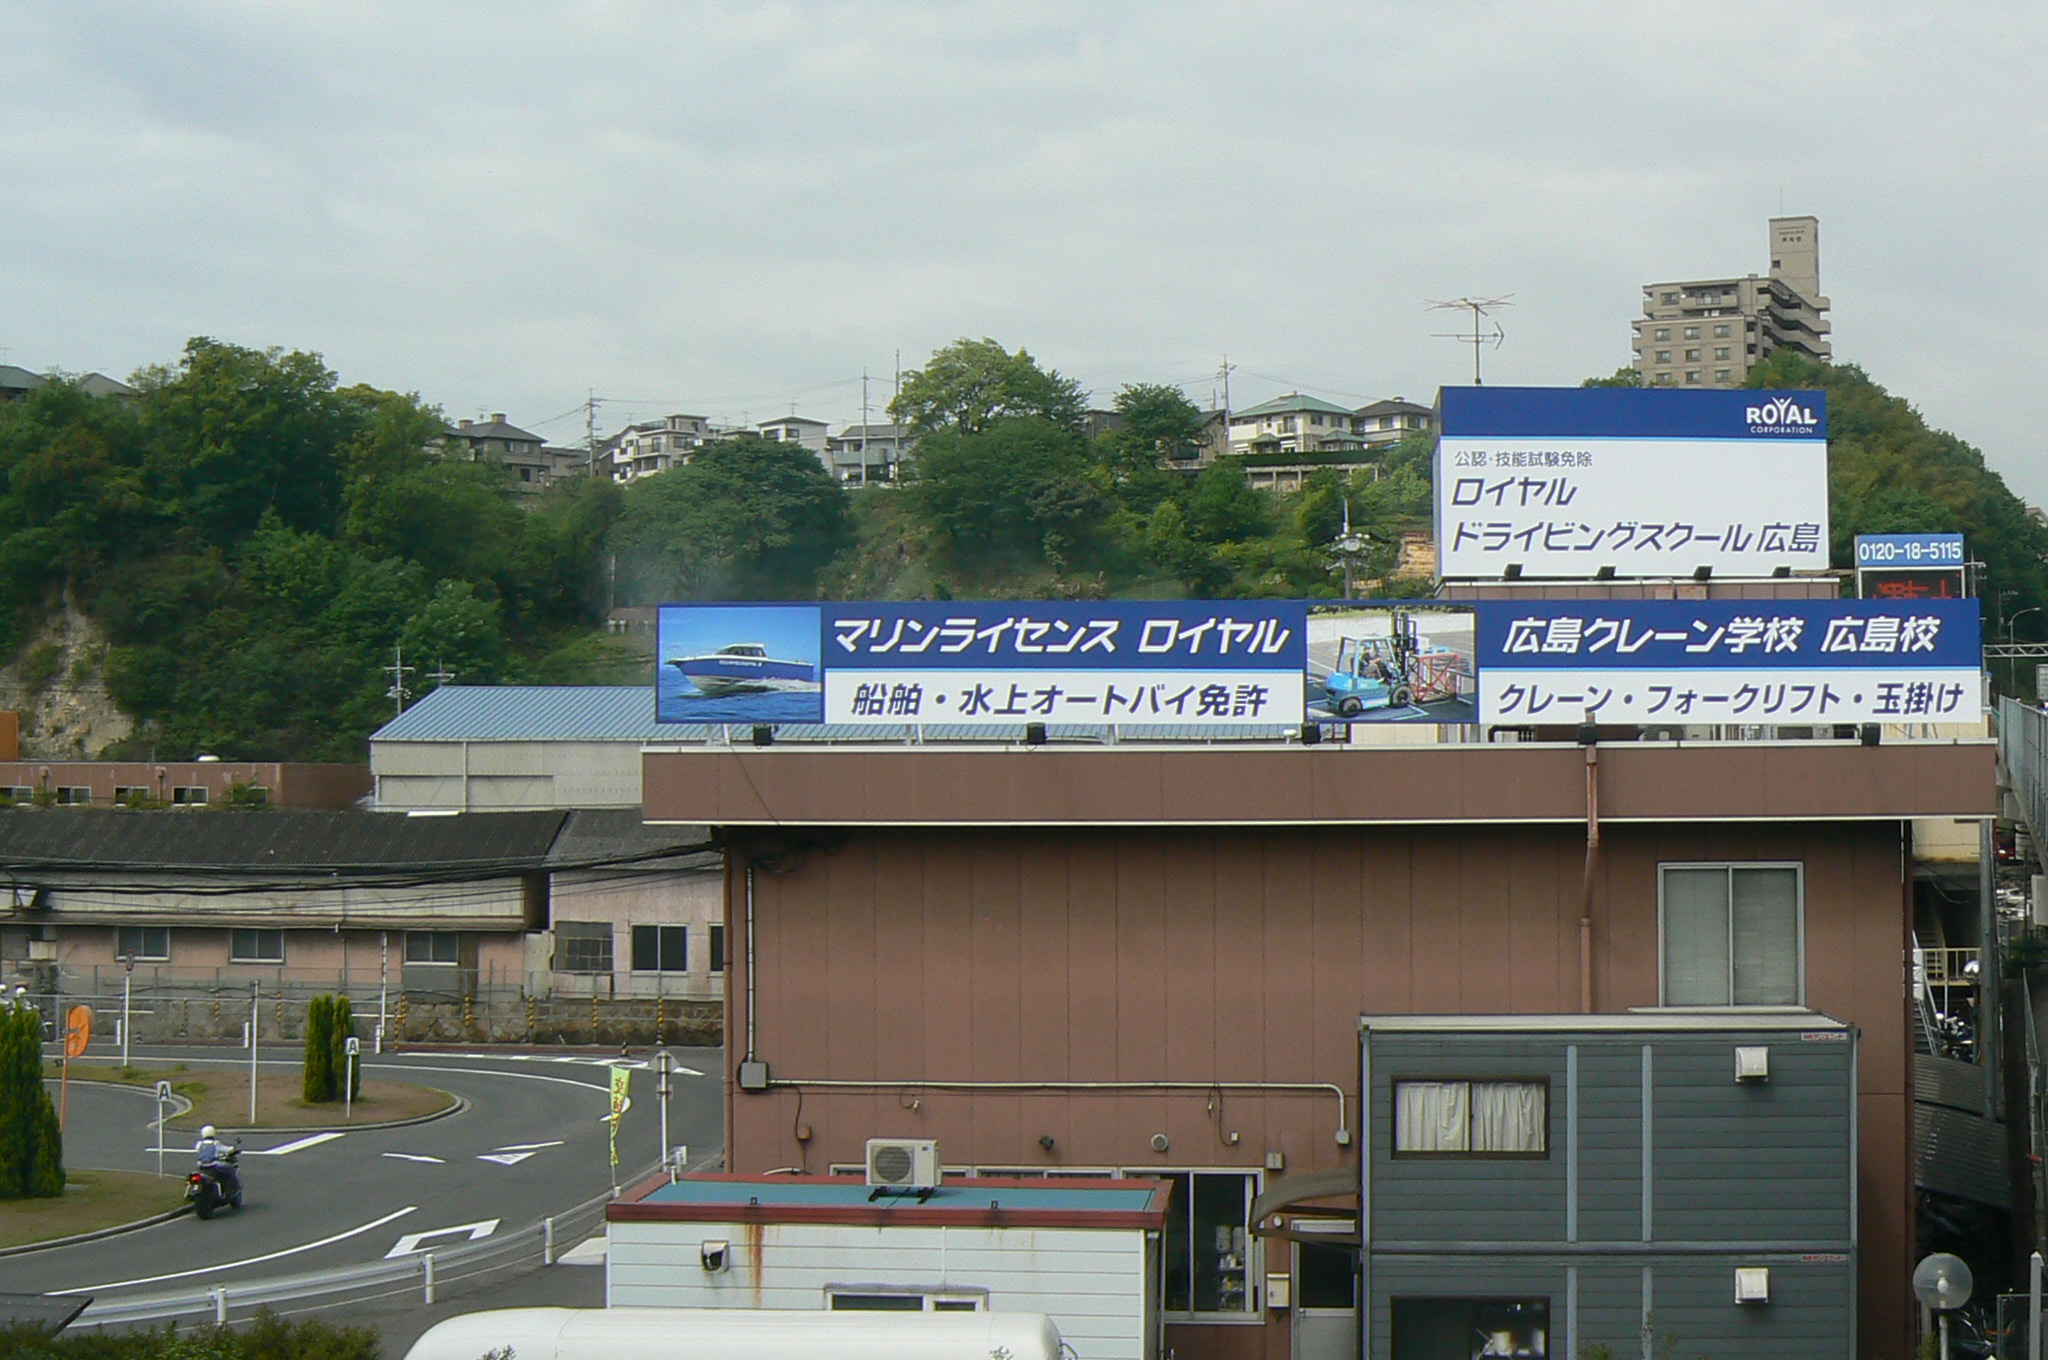 ROYAL
CORPORATION
公認・技能試験免除
ロイヤル
ドライビングスクール 広島
0120-18-5115
マリンライセンス ロイヤル
船舶・水上オートバイ免許
広島クレーン学校 広島校
クレーン・フォークリフト・玉掛け
A
A